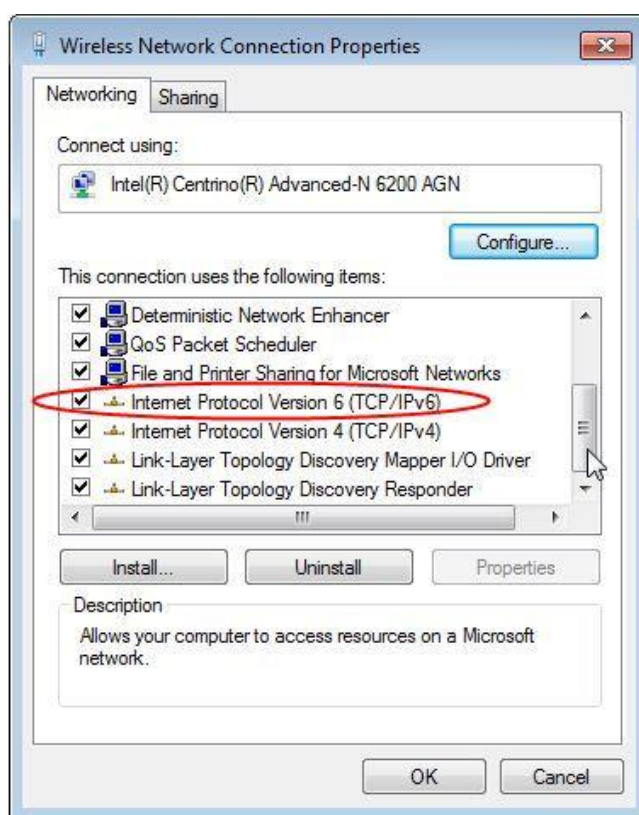 Wireless Network Connection Properties
Networking
Sharing
Connect using:
Intel(R) Centrino(R) Advanced-N 6200 AGN
Configure...
This connection uses the following items:
Deterministic Network Enhancer
QoS Packet Scheduler
File and Printer Sharing for Microsoft Networks
Internet Protocol Version 6 (TCP/IPv6)
Internet Protocol Version 4 (TCP/IPv4)
Link-Layer Topology Discovery Mapper I/O Driver
Link-Layer Topology Discovery Responder
Install...
Uninstall
Properties
Description
Allows your computer to access resources on a Microsoft
network.
OK
Cancel